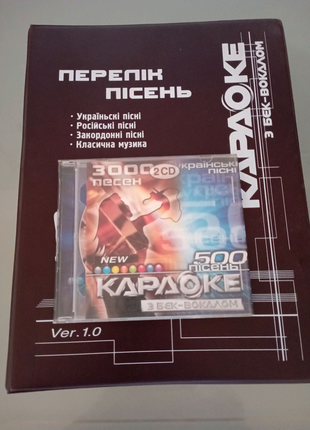 ПЕРЕЛІК
ПІСЕНЬ
• Українські пісні
• Російські пісні
• Закордонні пісні
• Класична музика
КАРАОКЕ
З БЕК-ВОКАЛОМ
3000
песен
2CD
українські
пісні
NEW
500
пісень
КАРАОКЕ
З БЕК-ВОКАЛОМ
Ver.1.0